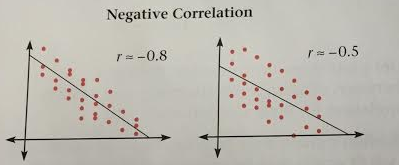 Negative Correlation
r ≈ −0.8
r ≈ −0.5